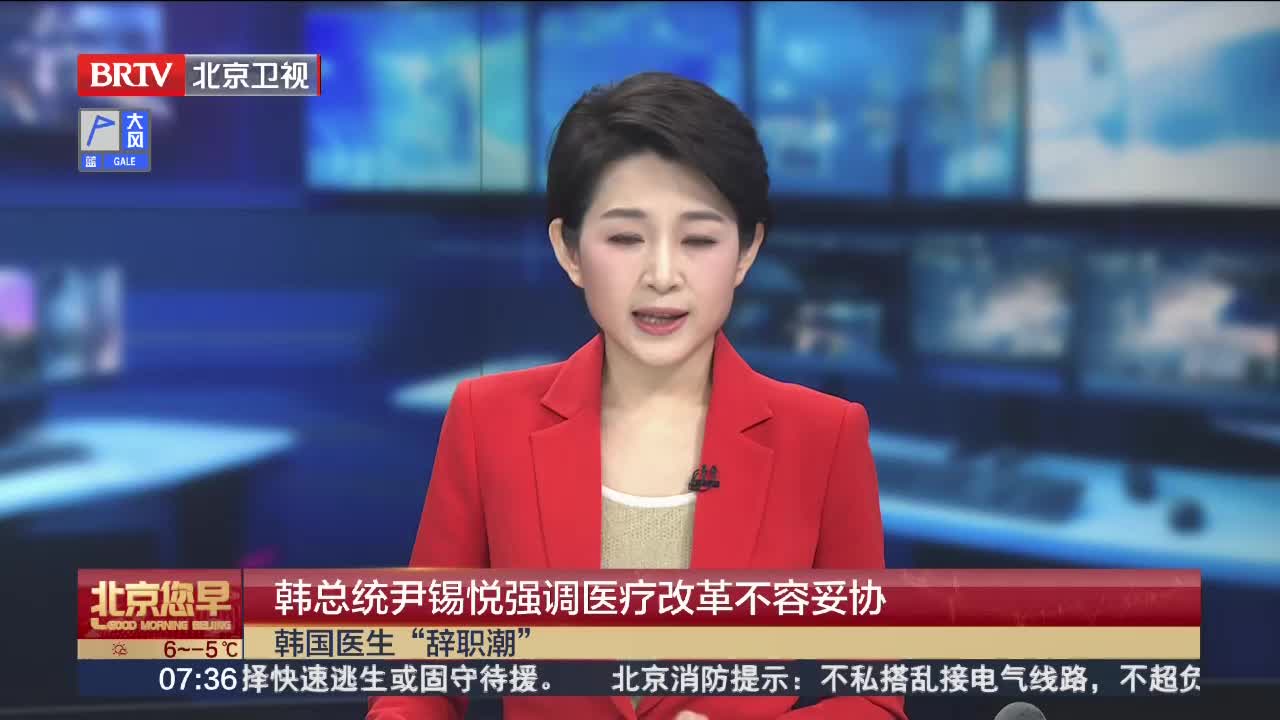 BRTV 北京卫视
大风
蓝 GALE
北京您早
GOOD MORNING BEIJING
韩总统尹锡悦强调医疗改革不容妥协
韩国医生“辞职潮”
6~-5℃
07:36 择快速逃生或固守待援。 北京消防提示：不私搭乱接电气线路，不超负